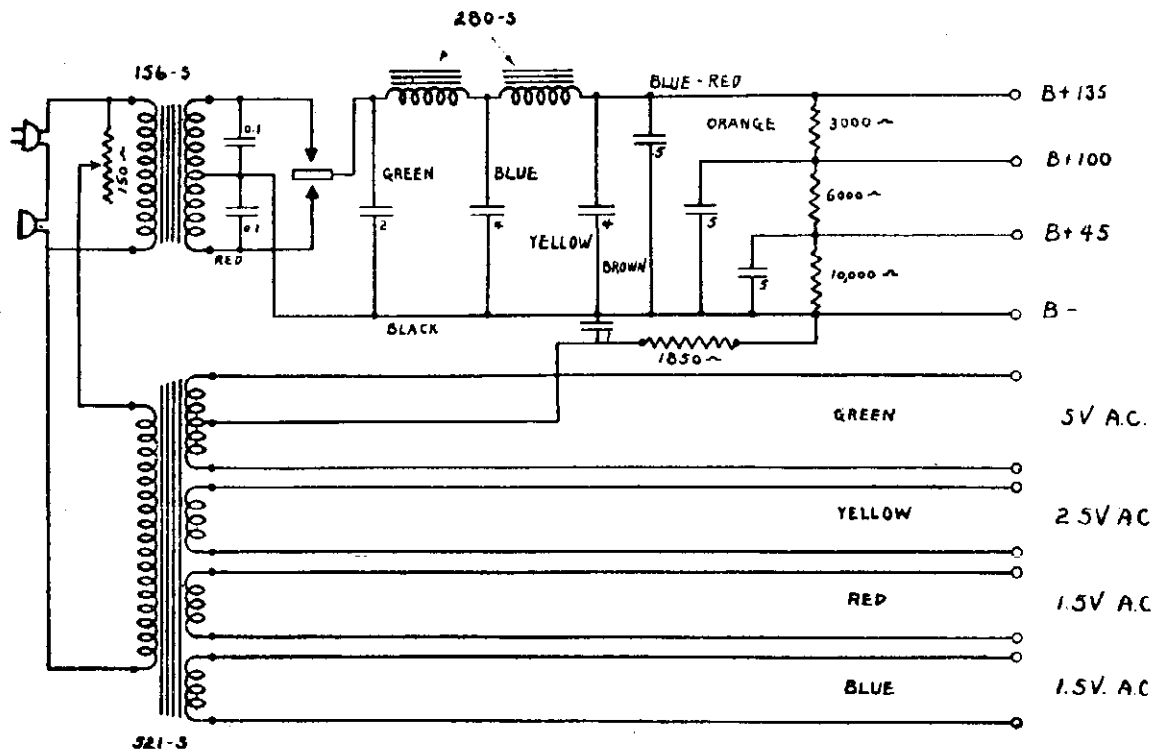 280-S
156-S
BLUE-RED
B+135
ORANGE
3000~
0.1
5
B+100
150~
GREEN
BLUE
6000~
0.1
2
4
4
5
B+45
YELLOW
RED
BROWN
5
10,000~
B-
BLACK
1
1850~
GREEN
5V A.C.
YELLOW
2 5V AC
RED
1.5V A.C
BLUE
1.5V. A.C
521-S